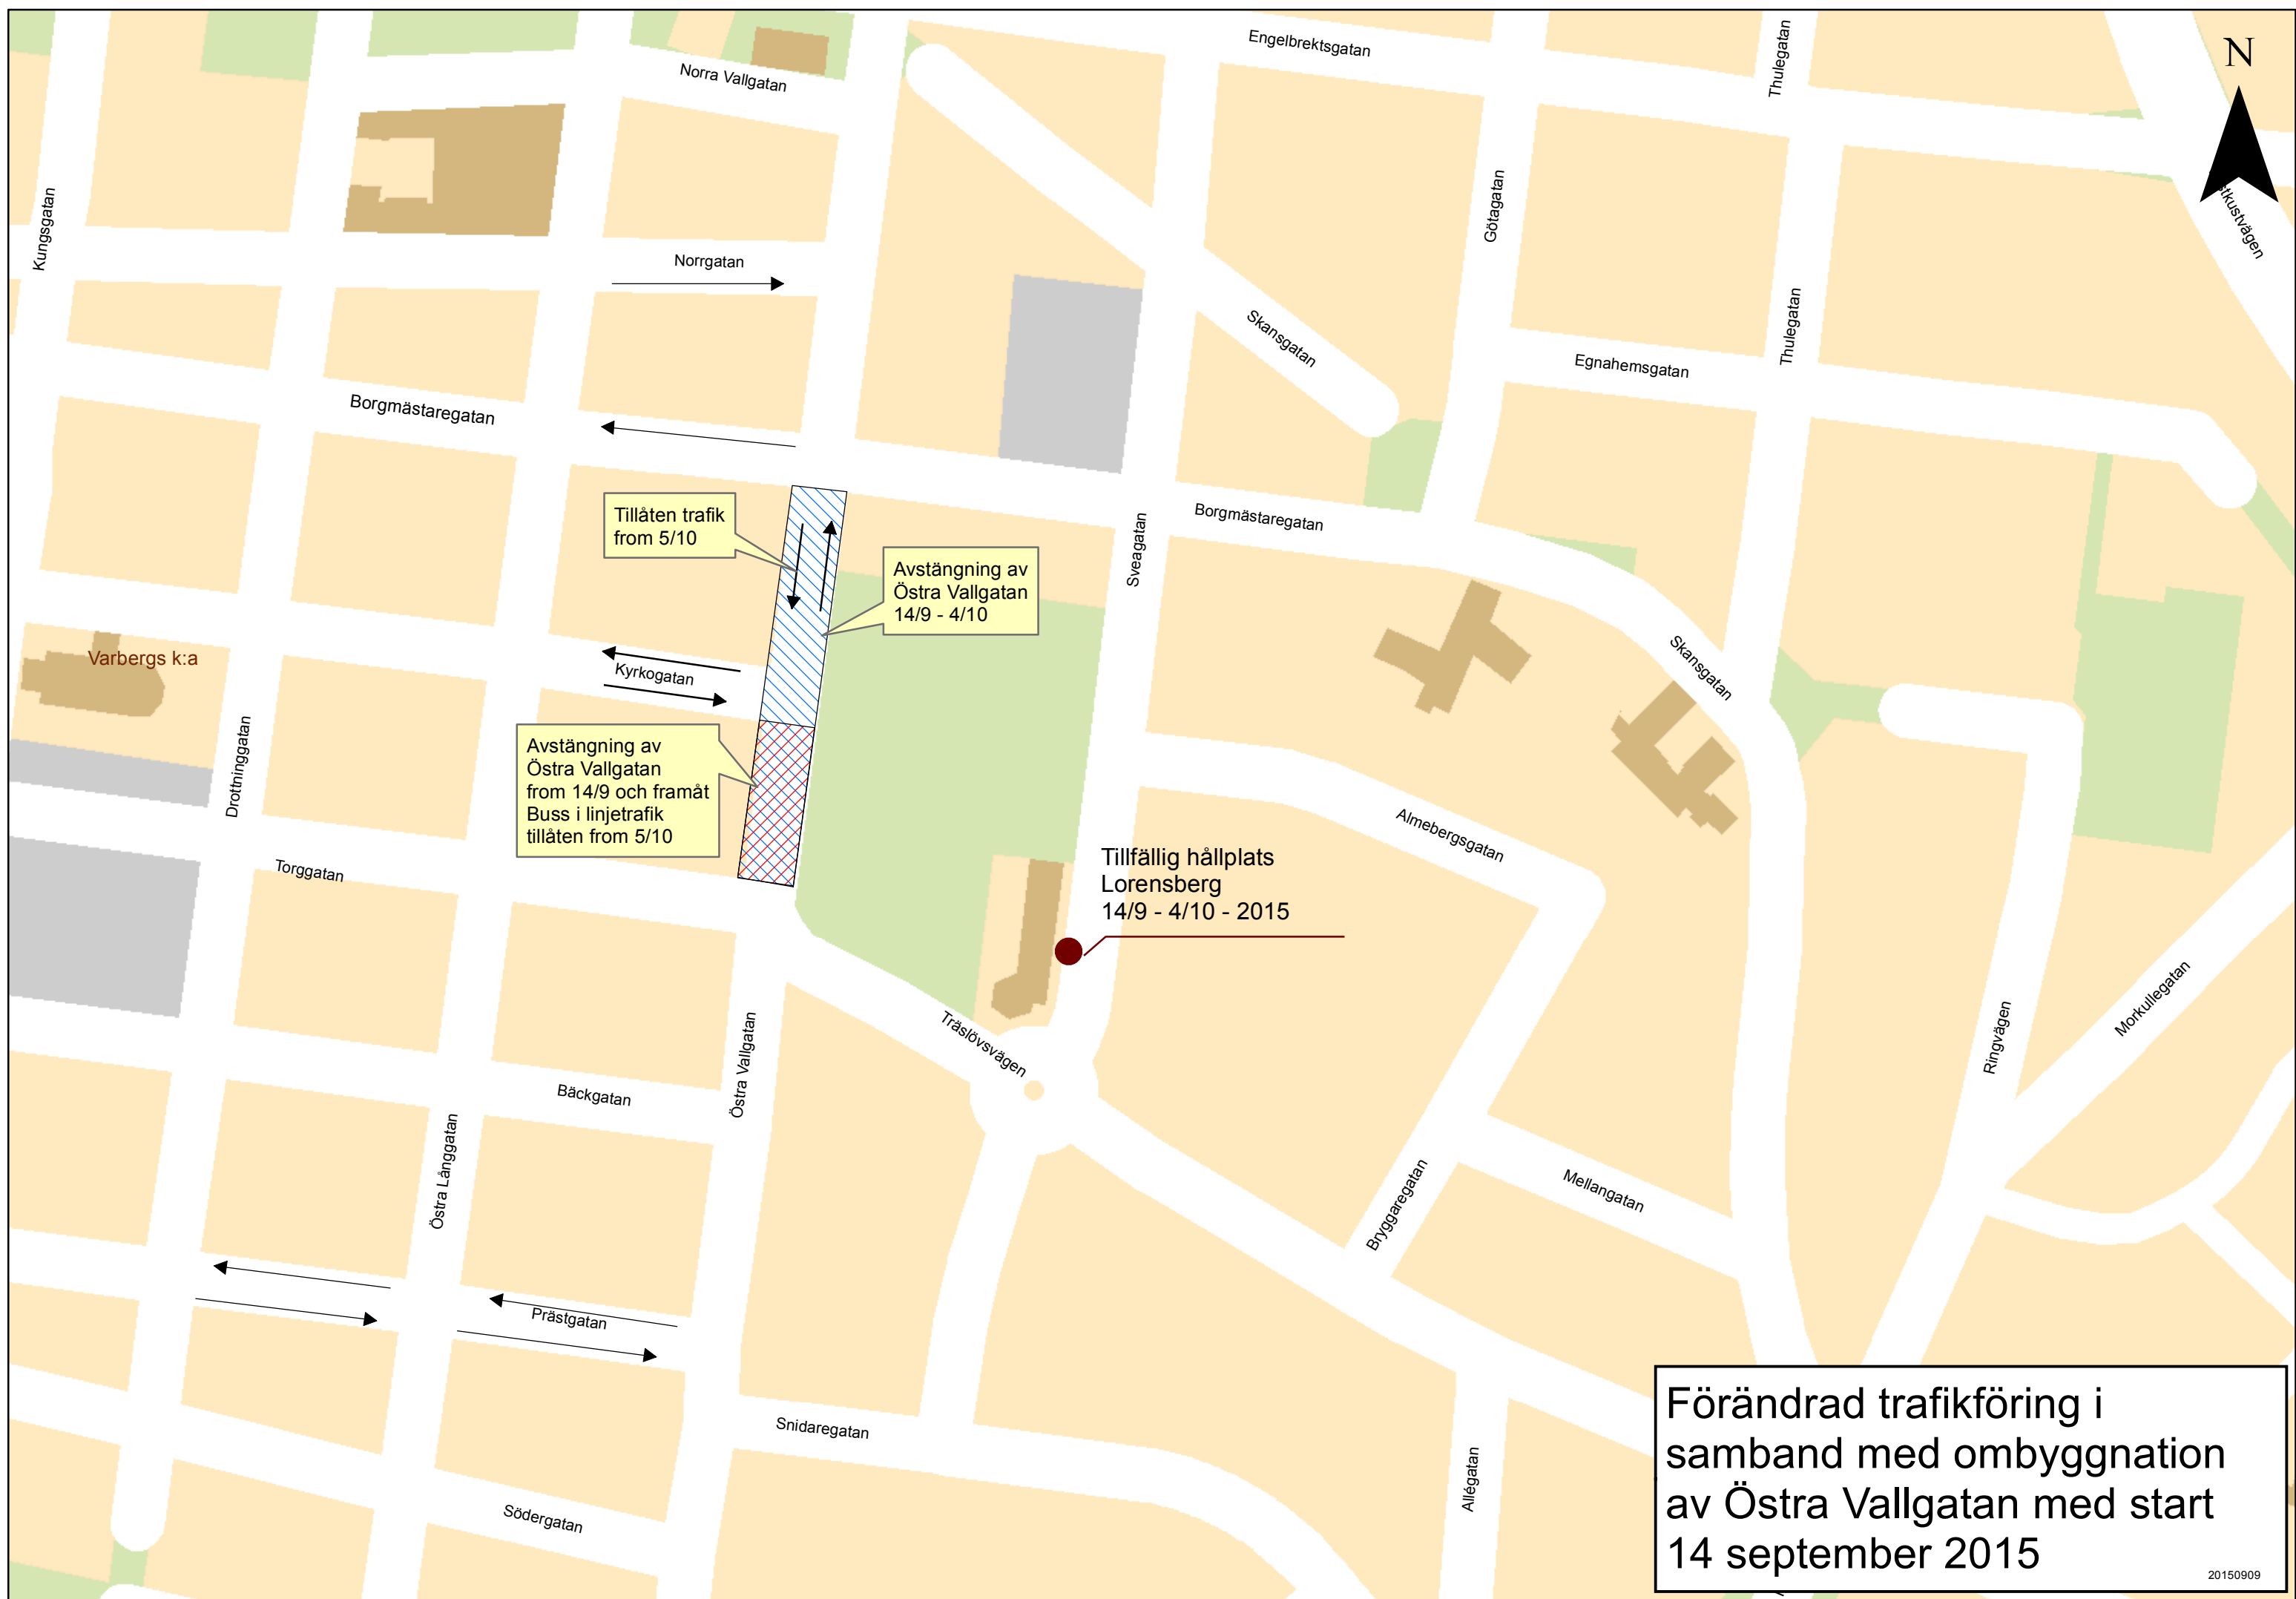 Engelbrektsgatan
Thulegatan
N
Norra Vallgatan
Kungsgatan
Götagatan
Norrgatan
Skansgatan
Thulegatan
Egnahemsgatan
Borgmästaregatan
Borgmästaregatan
Tillåten trafik
from 5/10
Sveagatan
Avstängning av
Östra Vallgatan
14/9 - 4/10
Varbergs k:a
Kyrkogatan
Skansgatan
Drottninggatan
Avstängning av
Östra Vallgatan
from 14/9 och framåt
Buss i linjetrafik
tillåten from 5/10
Almebergsgatan
Torggatan
Tillfällig hållplats
Lorensberg
14/9 - 4/10 - 2015
Träslövsvägen
Östra Vallgatan
Bäckgatan
Ringvägen
Morkullegatan
Östra Långgatan
Bryggaregatan
Mellangatan
Prästgatan
Snidaregatan
Allégatan
Södergatan
Förändrad trafikföring i
samband med ombyggnation
av Östra Vallgatan med start
14 september 2015
20150909